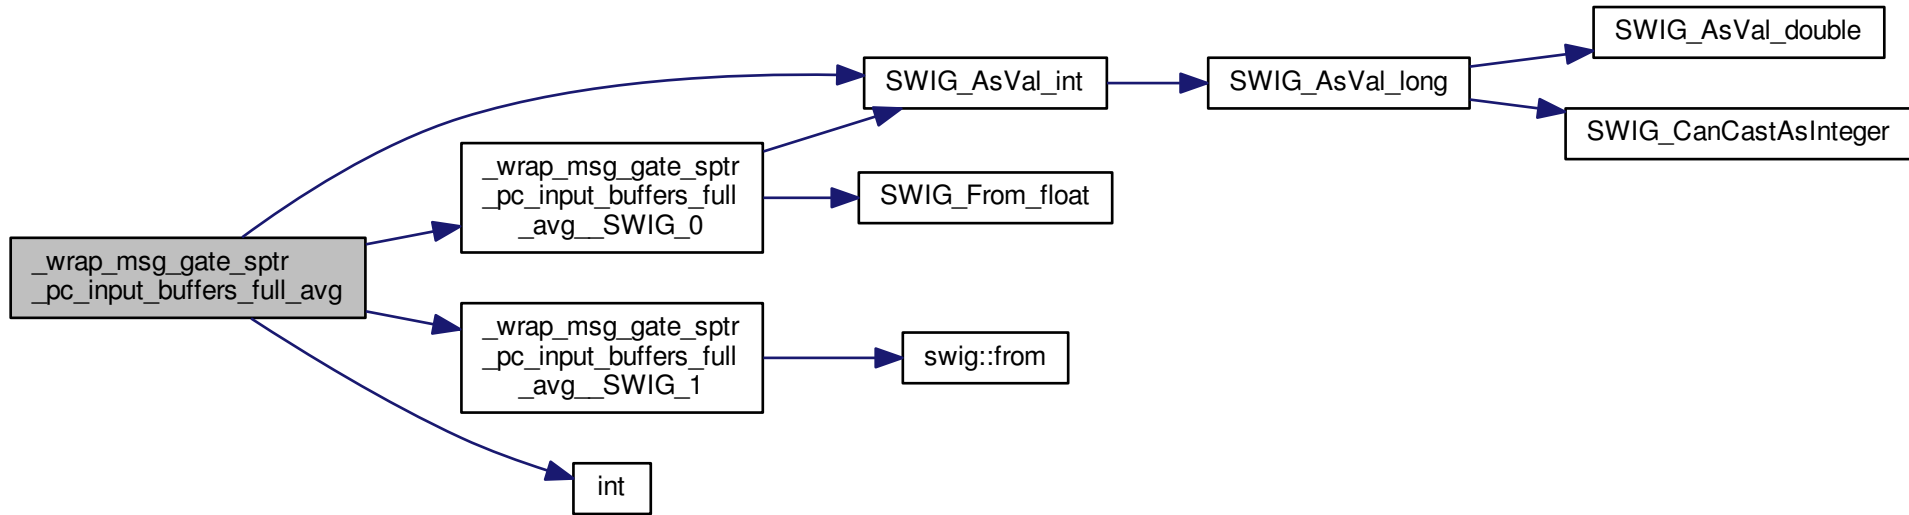 _wrap_msg_gate_sptr
_pc_input_buffers_full_avg
_wrap_msg_gate_sptr
_pc_input_buffers_full
_avg__SWIG_0
_wrap_msg_gate_sptr
_pc_input_buffers_full
_avg__SWIG_1
int
SWIG_AsVal_int
SWIG_From_float
swig::from
SWIG_AsVal_long
SWIG_AsVal_double
SWIG_CanCastAsInteger